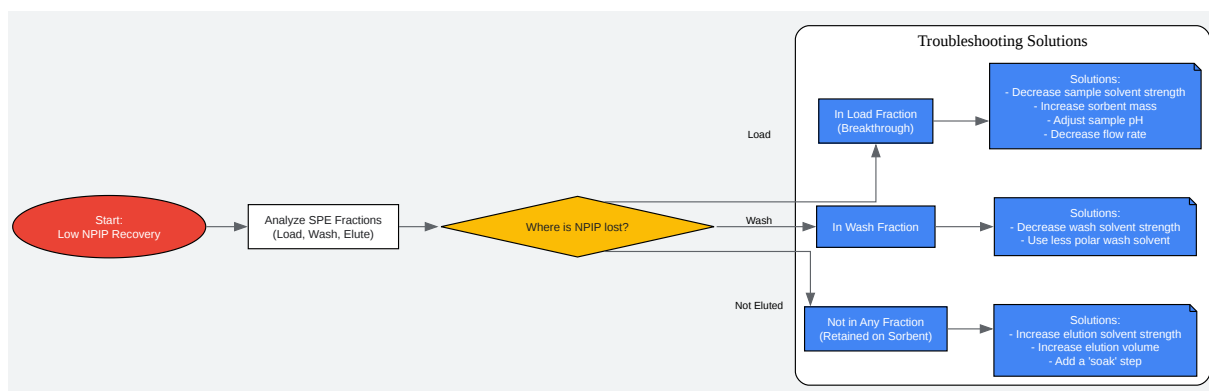 Troubleshooting Solutions
Start:
Low NPIP Recovery
Analyze SPE Fractions
(Load, Wash, Elute)
Where is NPIP lost?
Load
In Load Fraction
(Breakthrough)
Solutions:
- Decrease sample solvent strength
- Increase sorbent mass
- Adjust sample pH
- Decrease flow rate
Wash
In Wash Fraction
Solutions:
- Decrease wash solvent strength
- Use less polar wash solvent
Not Eluted
Not in Any Fraction
(Retained on Sorbent)
Solutions:
- Increase elution solvent strength
- Increase elution volume
- Add a 'soak' step